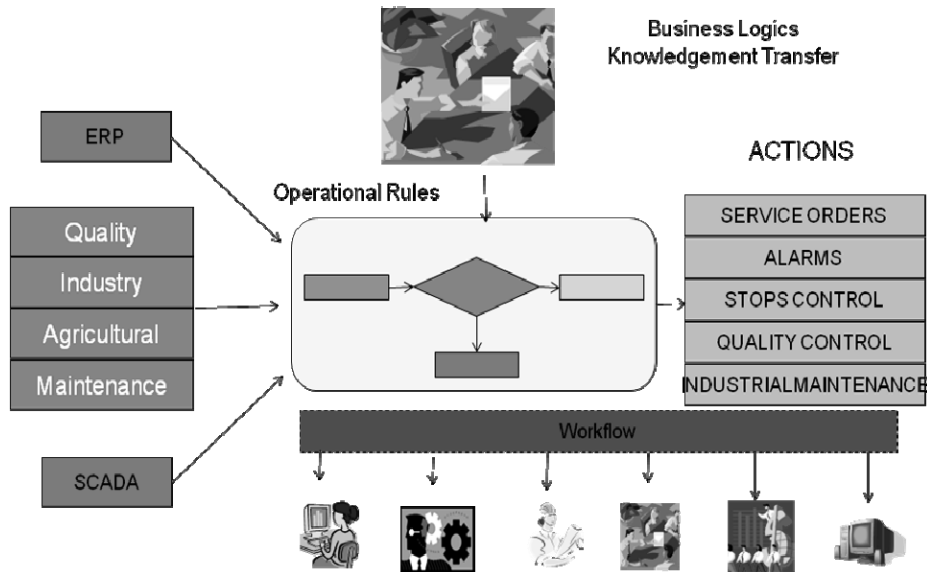 Business Logics
Knowledgement Transfer
ERP
ACTIONS
Operational Rules
Quality
Industry
Agricultural
Maintenance
SERVICE ORDERS
ALARMS
STOPS CONTROL
QUALITY CONTROL
INDUSTRIALMAINTENANCE
Workflow
SCADA